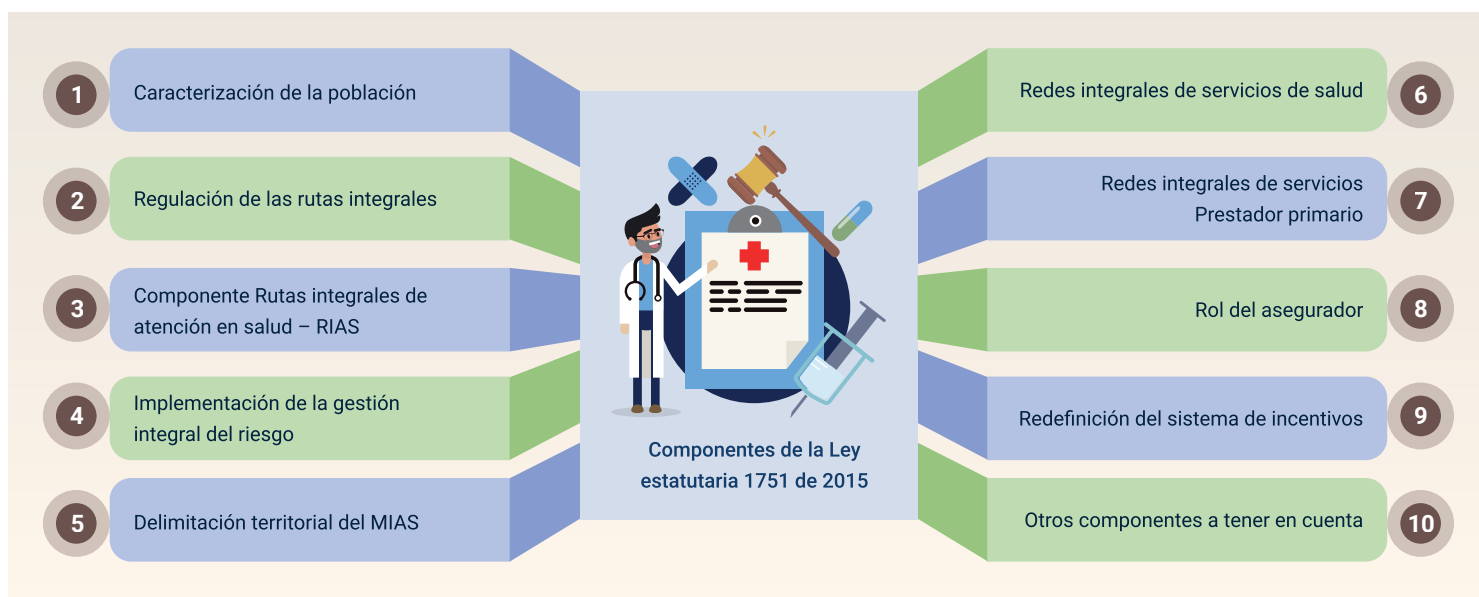 1
Caracterización de la población
2
Regulación de las rutas integrales
3
Componente Rutas integrales de
atención en salud – RIAS
4
Implementación de la gestión
integral del riesgo
5
Delimitación territorial del MIAS
Componentes de la Ley
estatutaria 1751 de 2015
Redes integrales de servicios de salud
6
Redes integrales de servicios
Prestador primario
7
Rol del asegurador
8
Redefinición del sistema de incentivos
9
Otros componentes a tener en cuenta
10